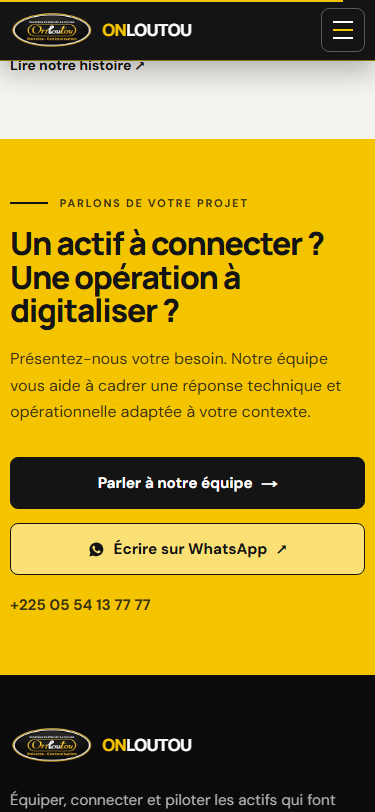 Onloutou
ONLOUTOU
Lire notre histoire ↗
PARLONS DE VOTRE PROJET
Un actif à connecter ?
Une opération à
digitaliser ?
Présentez-nous votre besoin. Notre équipe
vous aide à cadrer une réponse technique et
opérationnelle adaptée à votre contexte.
Parler à notre équipe →
Écrire sur WhatsApp ↗
+225 05 54 13 77 77
Onloutou
ONLOUTOU
Équiper, connecter et piloter les actifs qui font